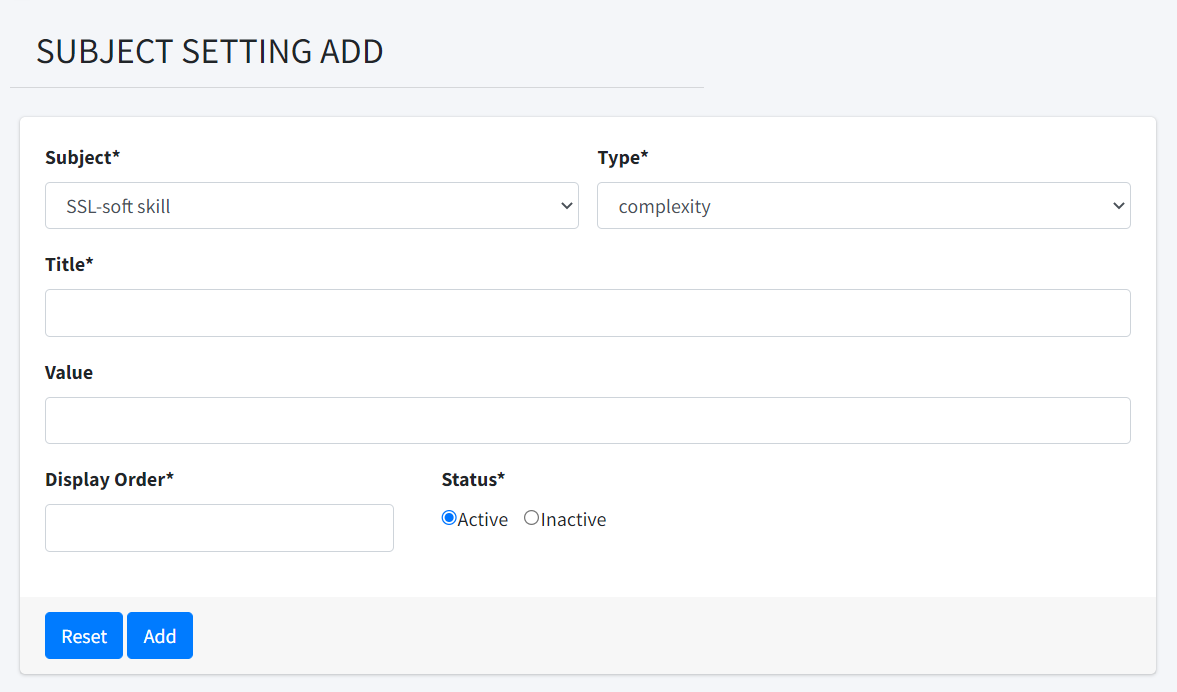 SUBJECT SETTING ADD
Subject* Type*
SSL-soft skill complexity
Title*
Value
Display Order* Status*
Active Inactive
Reset Add